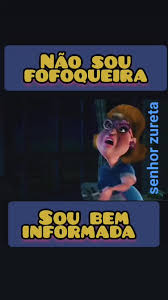 NÃO SOU
FOFOQUEIRA
senhor zureta
SOU BEM
INFORMADA